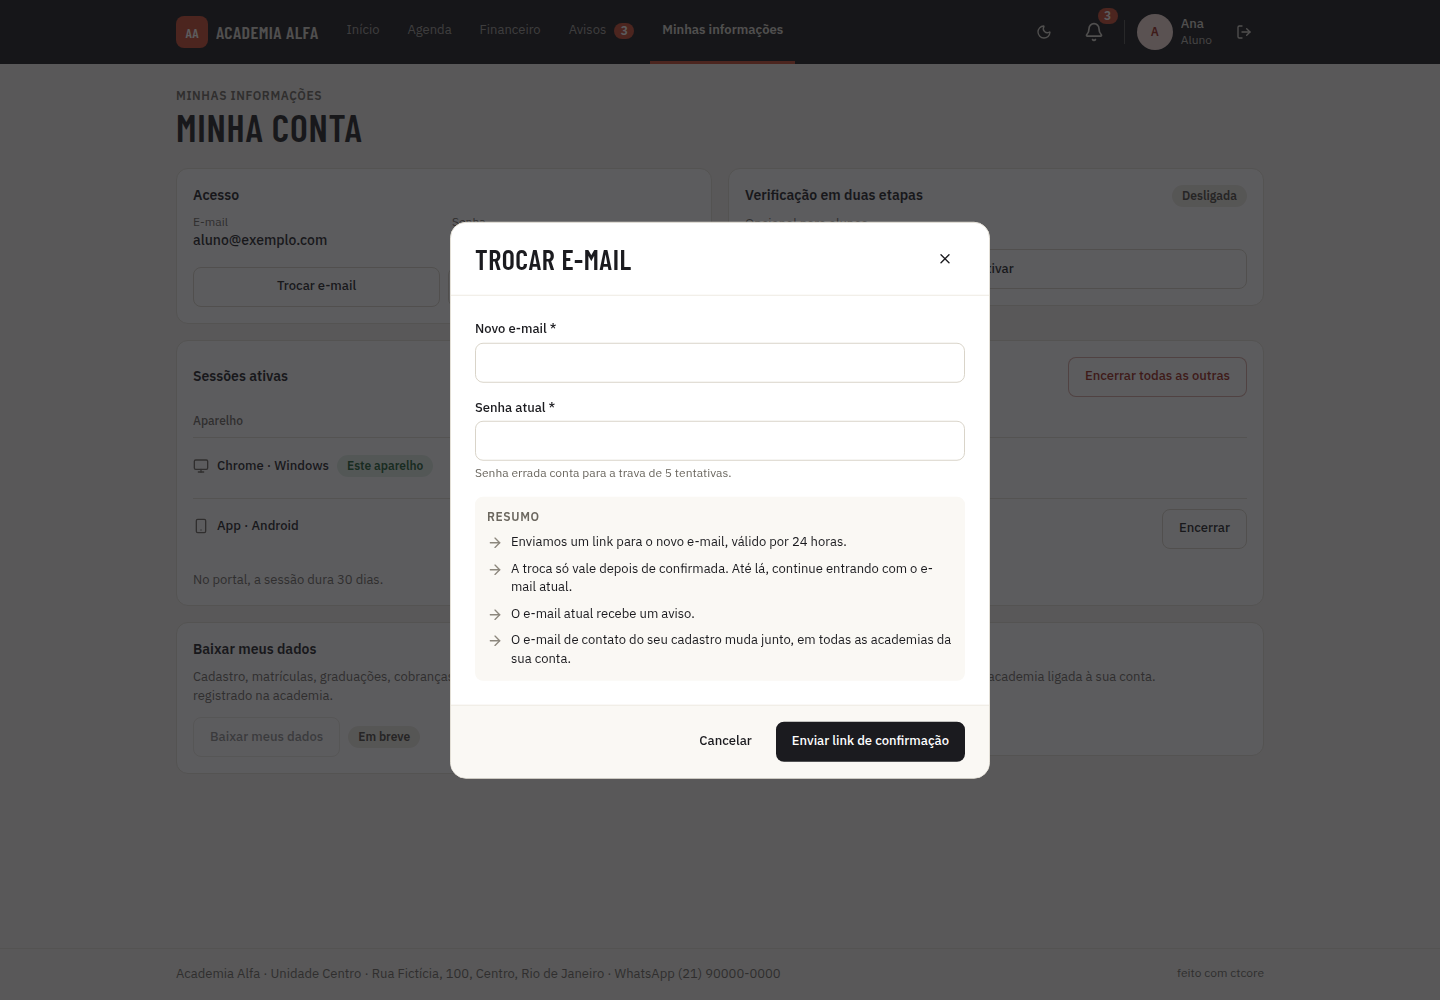 AA ACADEMIA ALFA Início Agenda Financeiro Avisos 3 Minhas informações 3 A Ana
Aluno
MINHAS INFORMAÇÕES
MINHA CONTA
Acesso
E-mail Senha
aluno@exemplo.com
Trocar e-mail
Verificação em duas etapas Desligada
Sessões ativas Encerrar todas as outras
Aparelho
Chrome · Windows Este aparelho
App · Android Encerrar
No portal, a sessão dura 30 dias.
Baixar meus dados
Cadastro, matrículas, graduações, cobranças
registrado na academia.
academia ligada à sua conta.
Baixar meus dados Em breve
TROCAR E-MAIL
Novo e-mail *
Senha atual *
Senha errada conta para a trava de 5 tentativas.
RESUMO
Enviamos um link para o novo e-mail, válido por 24 horas.
A troca só vale depois de confirmada. Até lá, continue entrando com o e-
mail atual.
O e-mail atual recebe um aviso.
O e-mail de contato do seu cadastro muda junto, em todas as academias da
sua conta.
Cancelar Enviar link de confirmação
Academia Alfa · Unidade Centro · Rua Fictícia, 100, Centro, Rio de Janeiro · WhatsApp (21) 90000-0000 feito com ctcore